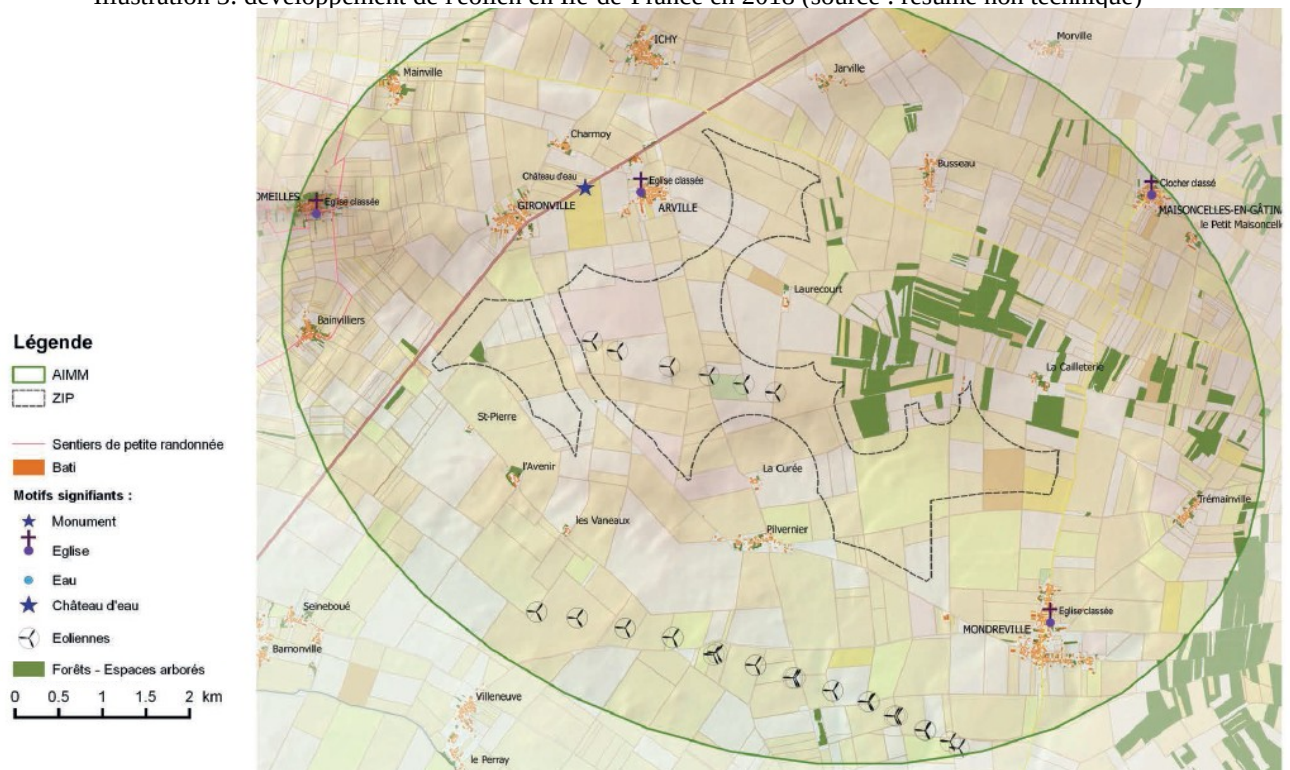 Illustration 3: développement de l'éolien en Ile-de-France en 2018 (source : résumé non technique)
ICHY
Morville
Mainville
Jarville
Charmoy
Busseau
Château d'eau
Eglise classée
Clocher classé
OMEILLES
Eglise classée
GIRONVILLE
ARVILLE
MAISONCELLES-EN-GÂTIN
le Petit Maisoncell
Laurecourt
Bainvilliers
La Cailleterie
St-Pierre
l'Avenir
La Curée
Trémainville
les Vaneaux
Pilvernier
Seineboué
Eglise classée
MONDREVILLE
Barnonville
Villeneuve
le Perray
Légende
AIMM
ZIP
Sentiers de petite randonnée
Bati
Motifs signifiants :
Monument
Eglise
Eau
Château d'eau
Eoliennes
Forêts - Espaces arborés
0 0.5 1 1.5 2 km